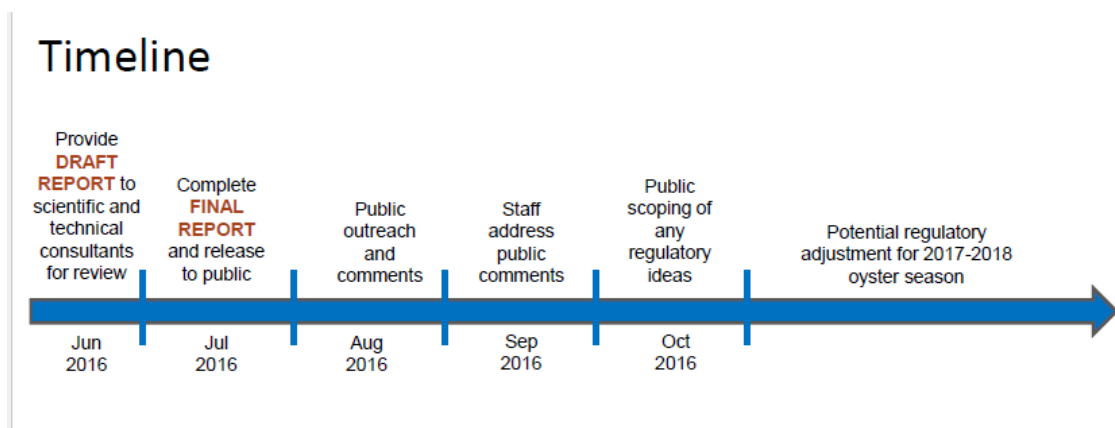 Timeline
Provide
DRAFT
REPORT to
scientific and
technical
consultants
for review
Complete
FINAL
REPORT
and release
to public
Public
outreach
and
comments
Staff
address
public
comments
Public
scoping of
any
regulatory
ideas
Potential regulatory
adjustment for 2017-2018
oyster season
Jun
2016
Jul
2016
Aug
2016
Sep
2016
Oct
2016